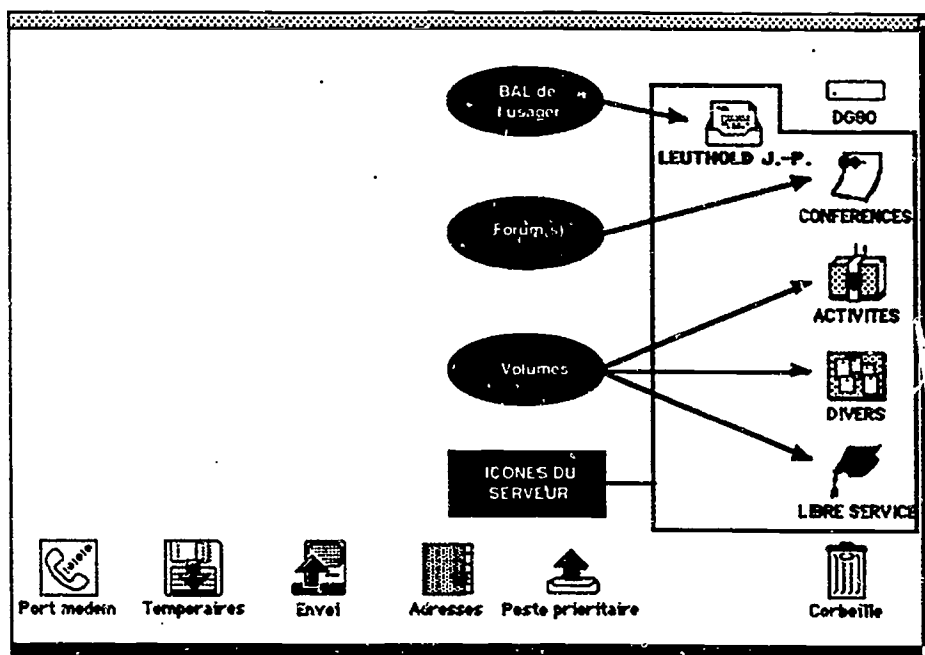 BAL de
l'usager
DG80
LEUTHOLD J.-P.
CONFERENCES
Forum(s)
ACTIVITES
Volumes
DIVERS
ICONES DU
SERVEUR
LIBRE SERVICE
Port modem
Temporaires
Envoi
Adresses
Poste prioritaire
Corbeille